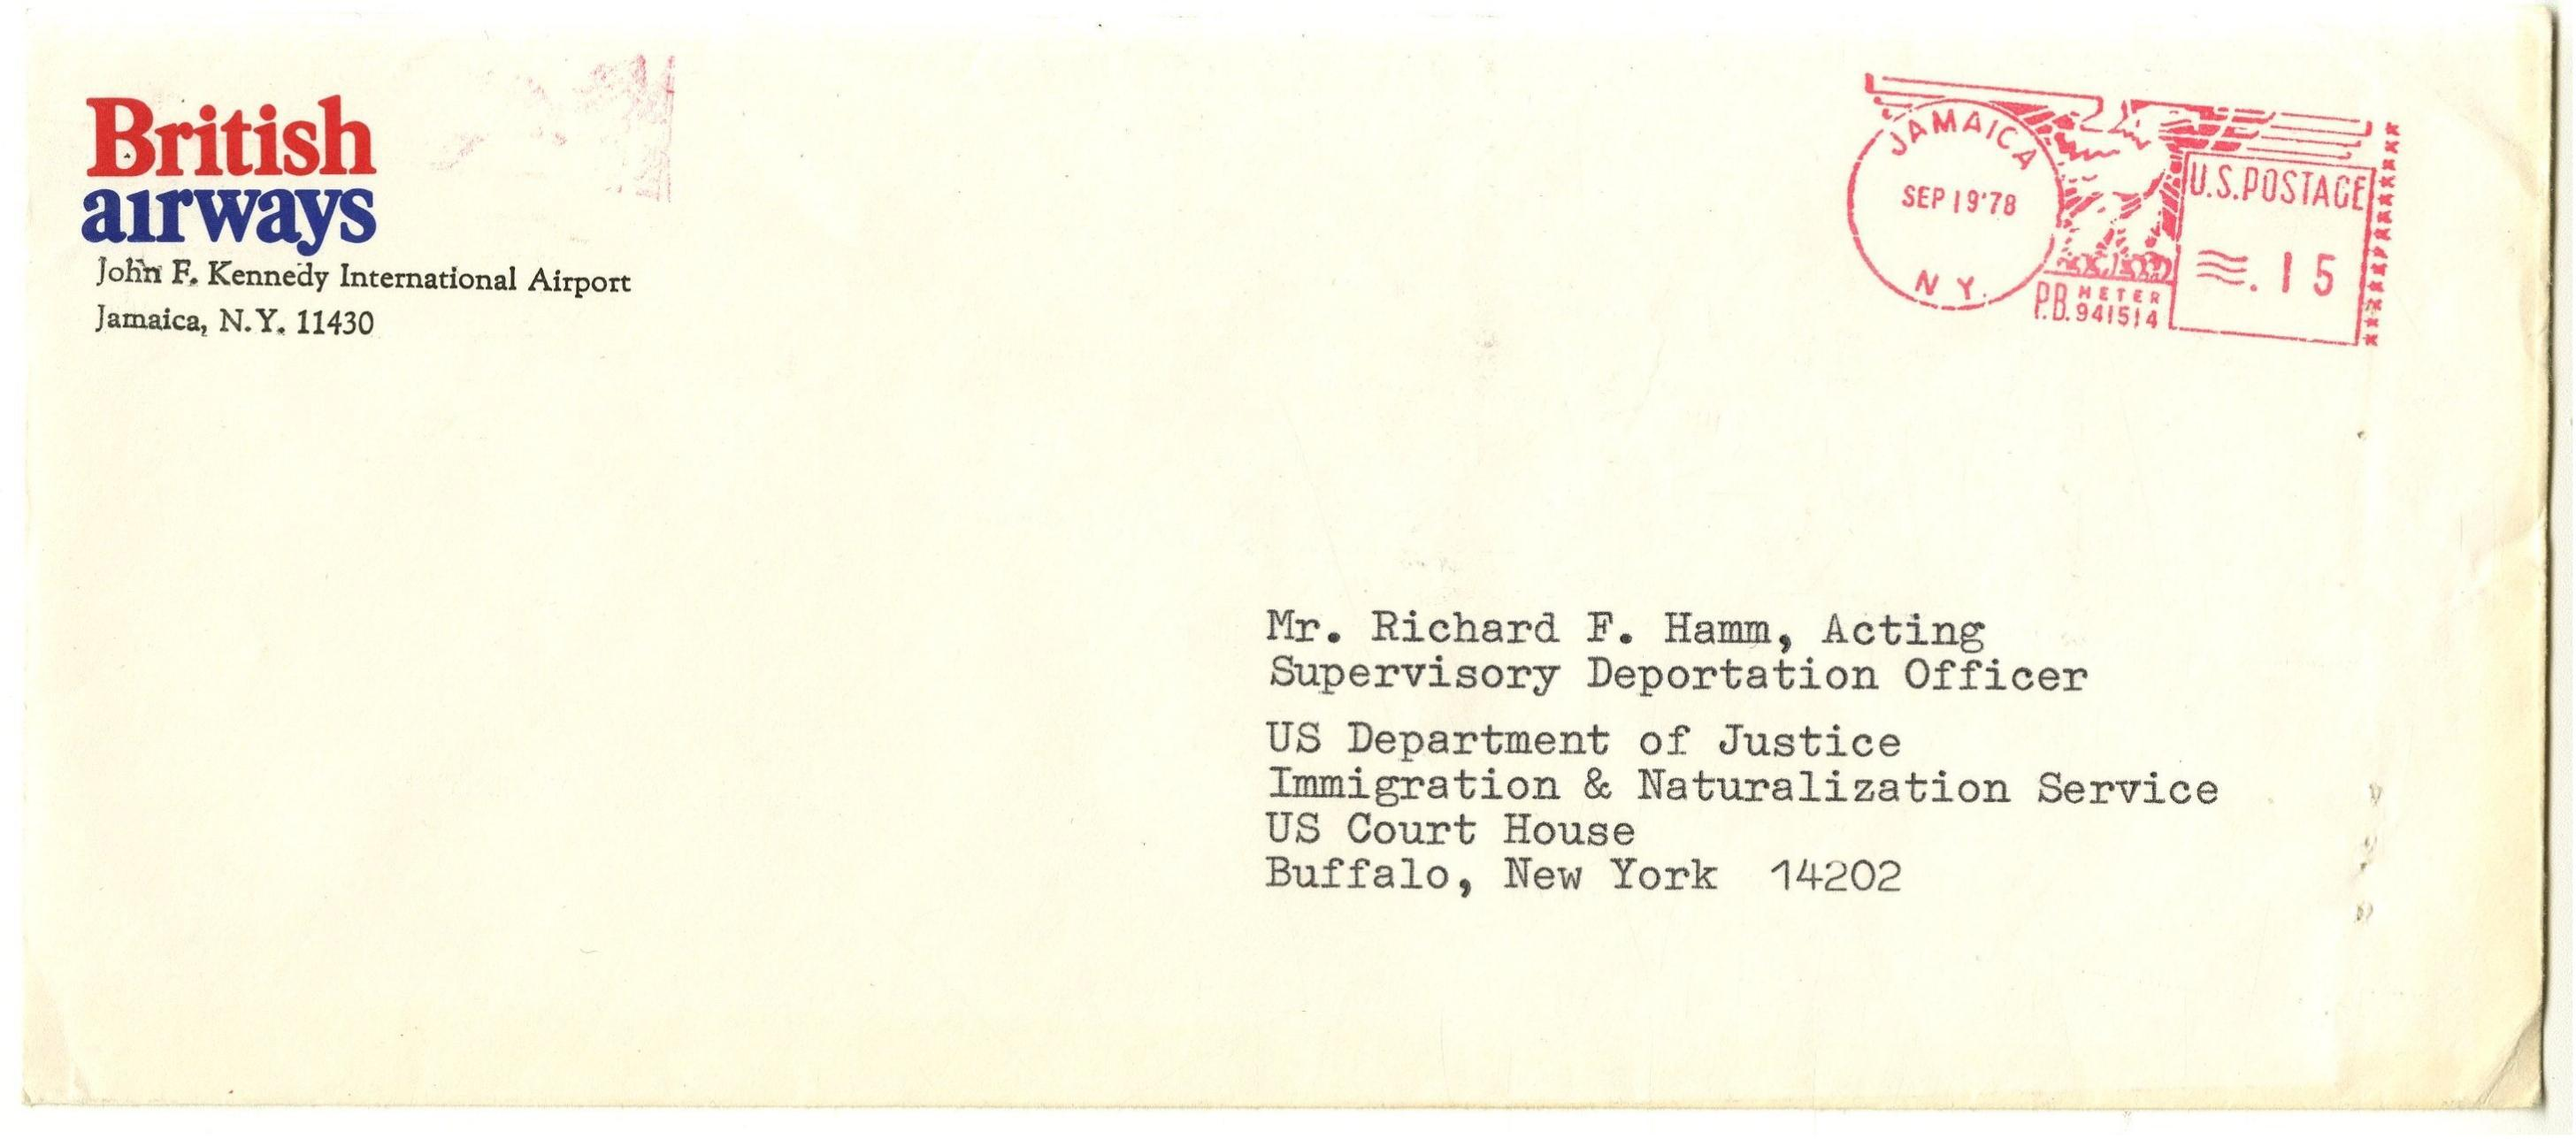 British
airways
John F. Kennedy International Airport
Jamaica, N.Y. 11430
JAMAICA
SEP 19'78
N Y.
U.S.POSTAGE
.15
P.B. METER
941514
Mr. Richard F. Hamm, Acting
Supervisory Deportation Officer
US Department of Justice
Immigration & Naturalization Service
US Court House
Buffalo, New York 14202